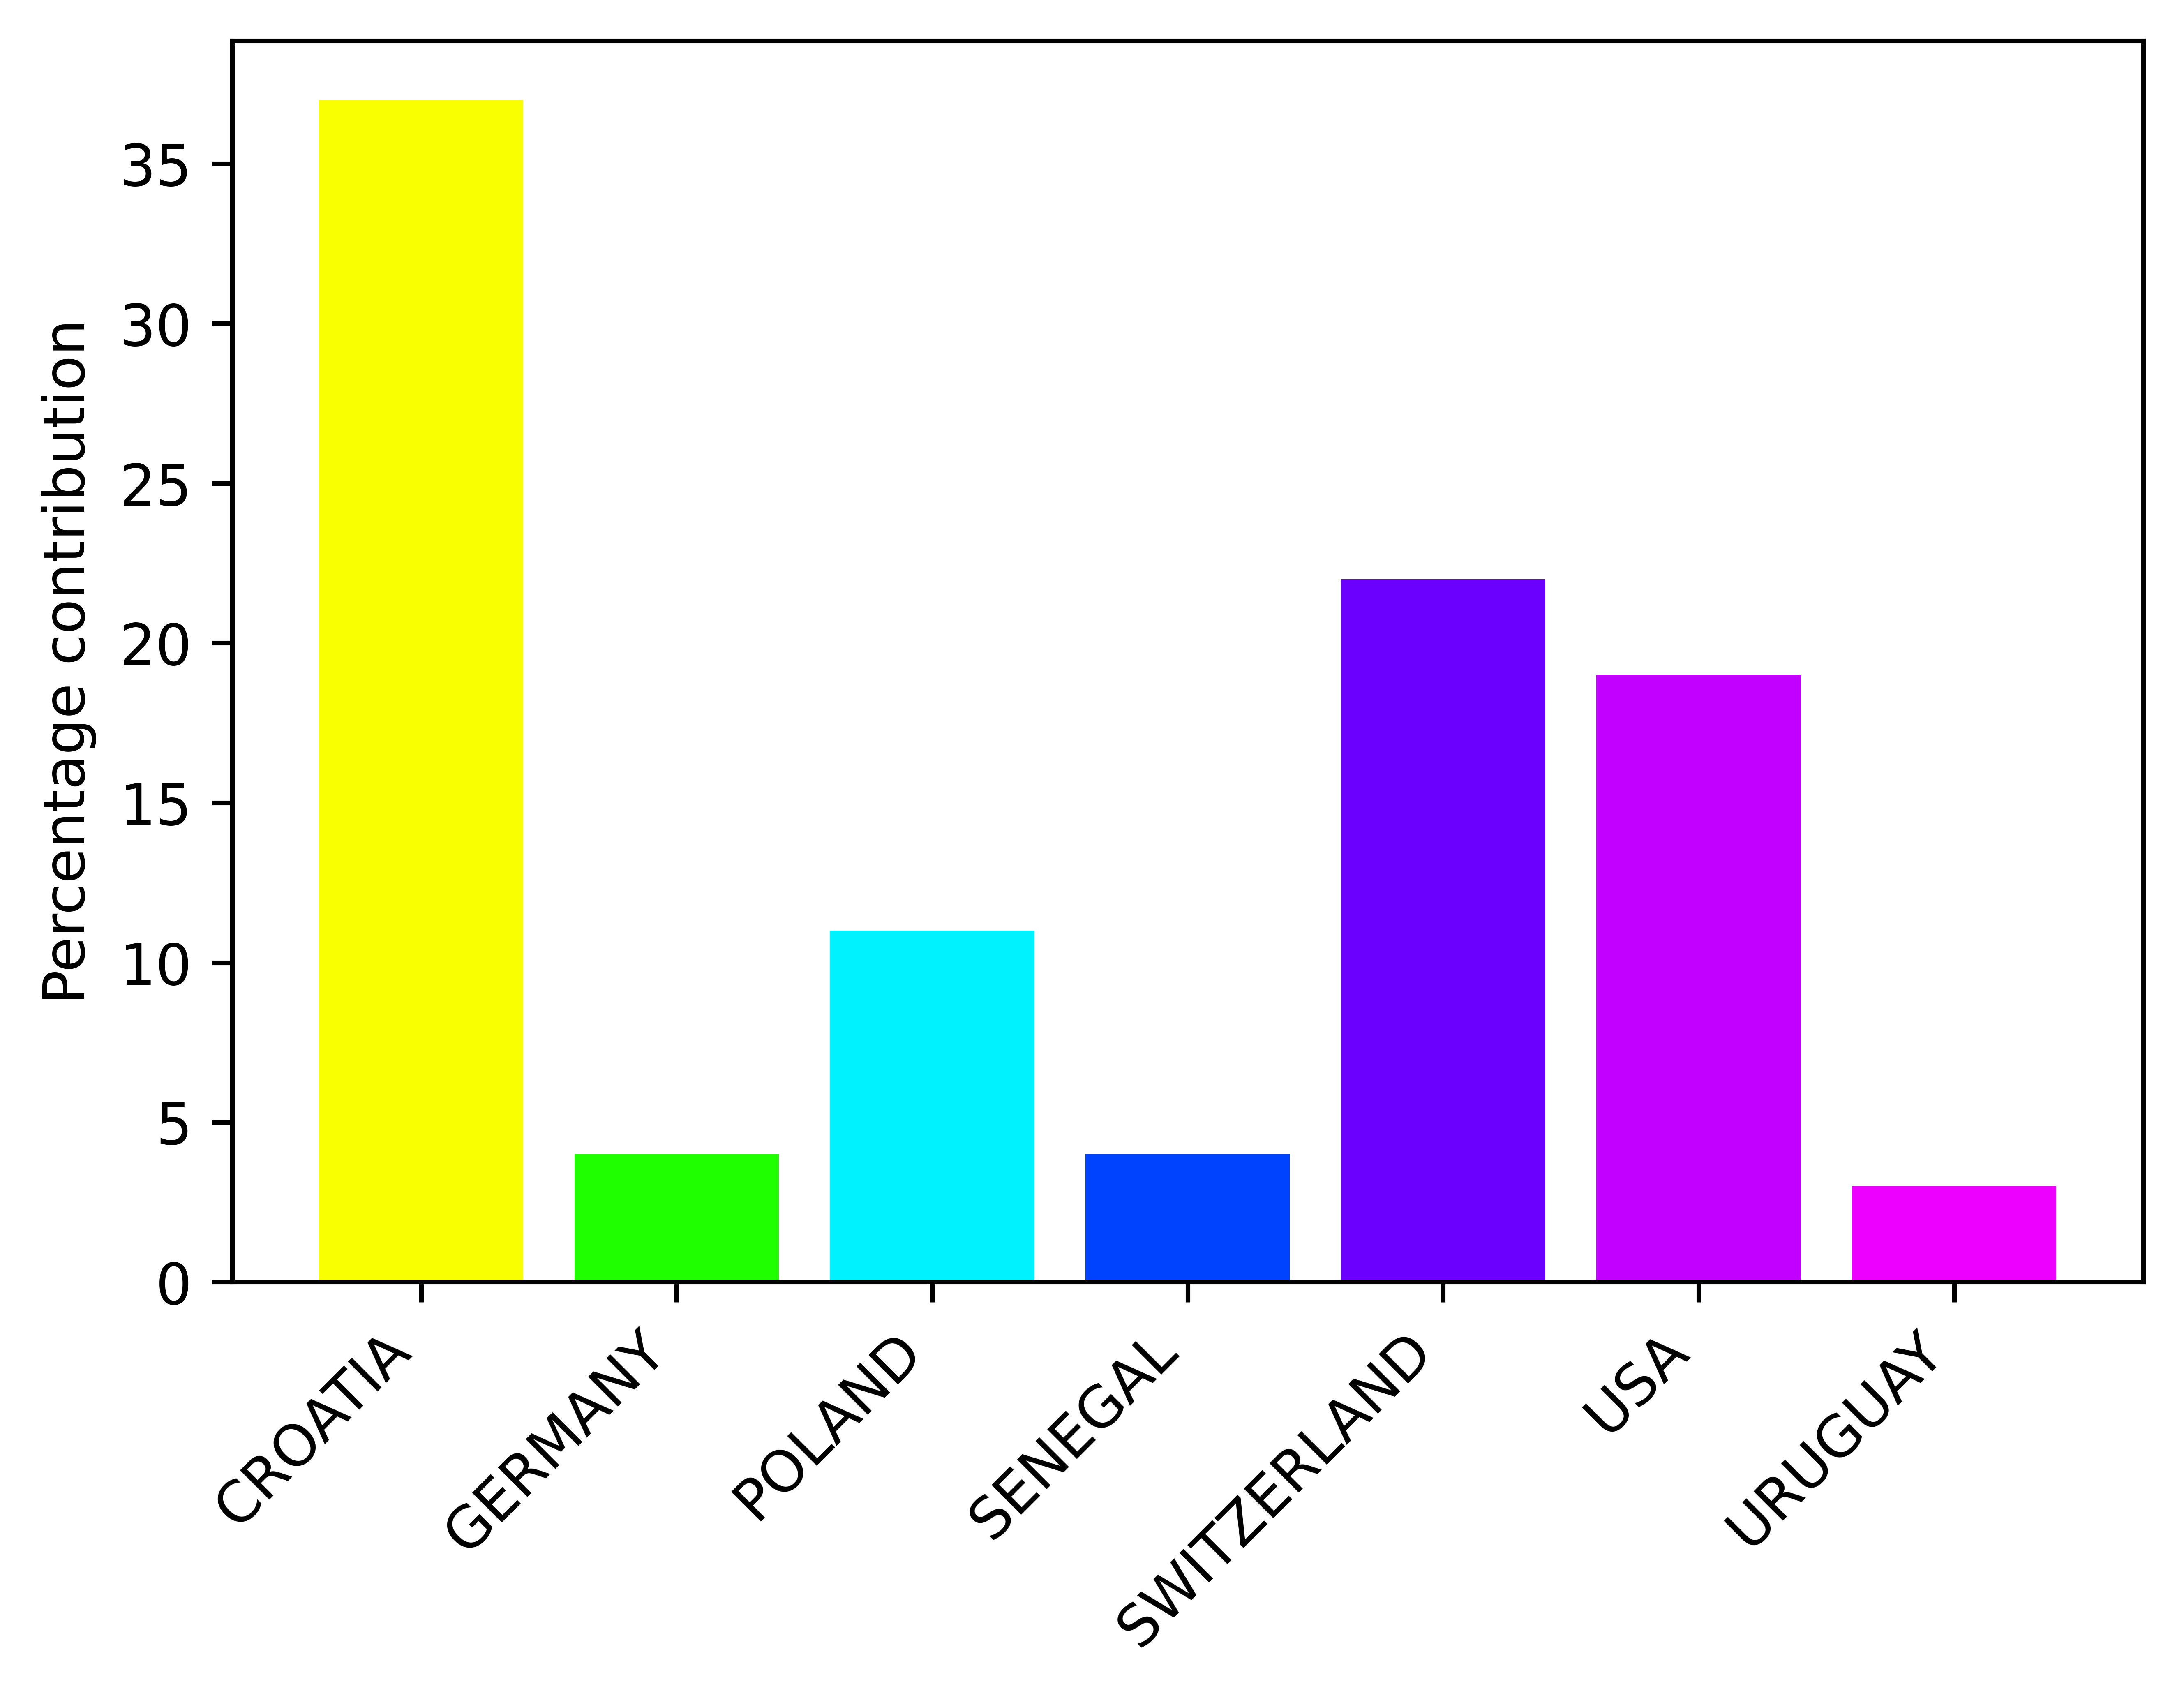 Percentage contribution
35
30
25
20
15
10
5
0
CROATIA
GERMANY
POLAND
SENEGAL
SWITZERLAND
USA
URUGUAY